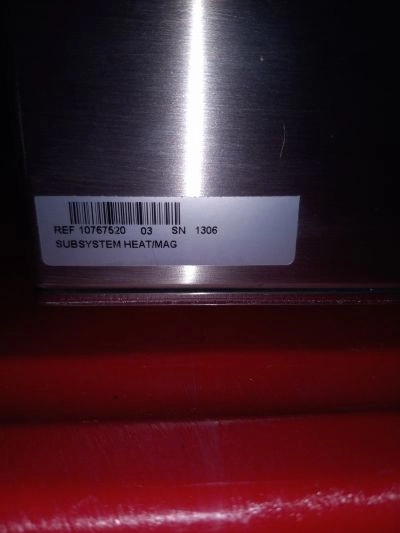 REF 10767520 03 SN 1306
SUBSYSTEM HEAT/MAG